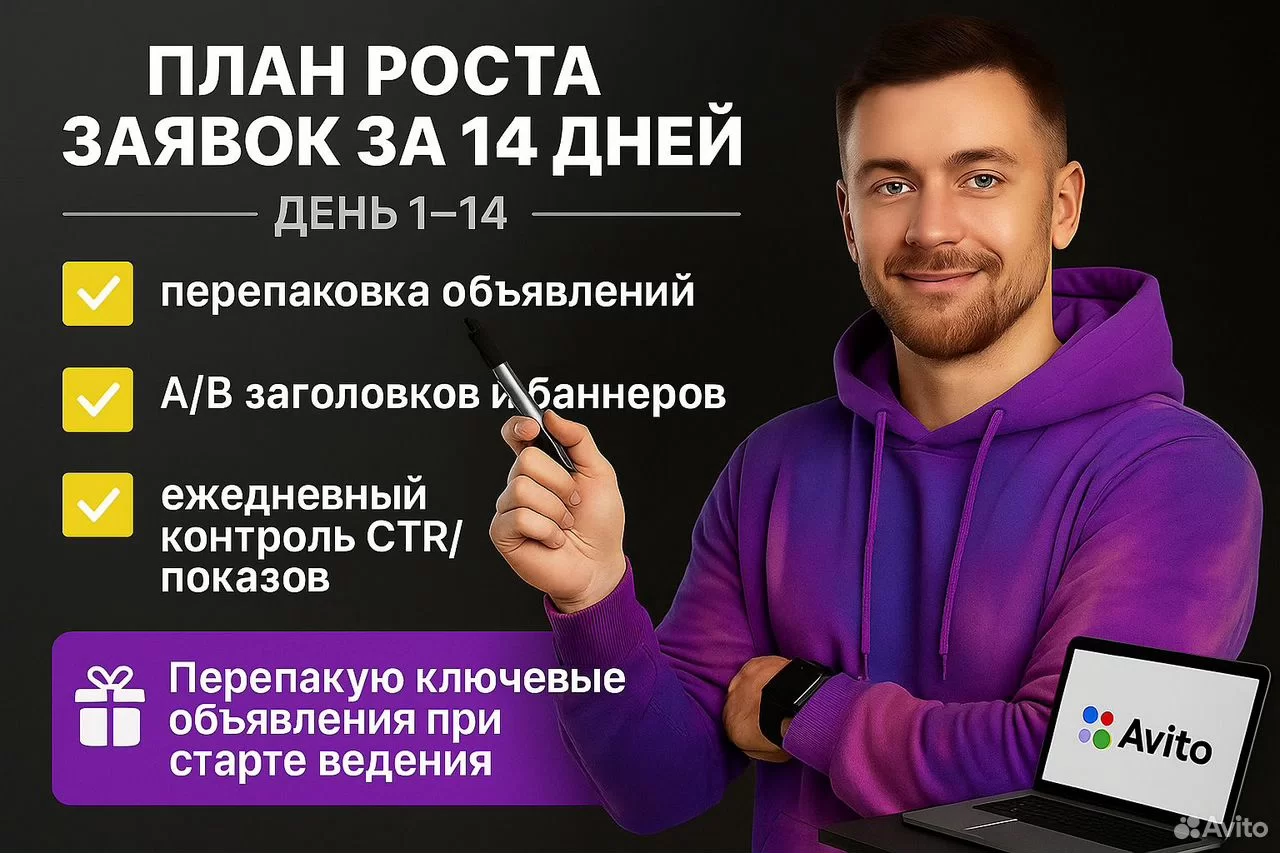 ПЛАН РОСТА
ЗАЯВОК ЗА 14 ДНЕЙ
ДЕНЬ 1–14
перепаковка объявлений
A/B заголовков и баннеров
ежедневный
контроль CTR/
показов
Перепакую ключевые
объявления при
старте ведения
Avito
Avito